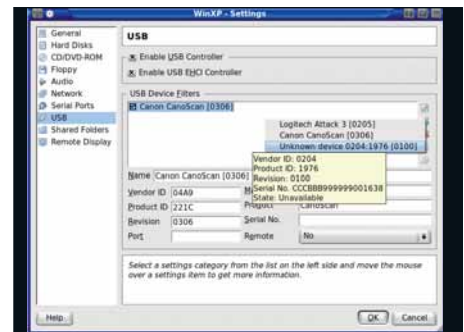 WinXP - Settings
General
Hard Disks
CD/DVD-ROM
Floppy
Audio
Network
Serial Ports
USB
Shared Folders
Remote Display
USB
Enable USB Controller
Enable USB EHCI Controller
USB Device Filters
Canon CanoScan [0306]
Logitech Attack 3 [0205]
Canon CanoScan [0306]
Unknown device 0204:1976 [0100]
Vendor ID: 0204
Product ID: 1976
Revision: 0100
Serial No. CCCBBB999999001638
State: Unavailable
Name Canon CanoScan [0306]
Vendor ID 04A9
Product ID 221C
Product CanoScan
Revision 0306
Serial No.
Port
Remote No
Select a settings category from the list on the left side and move the mouse
over a settings item to get more information.
Help
OK
Cancel